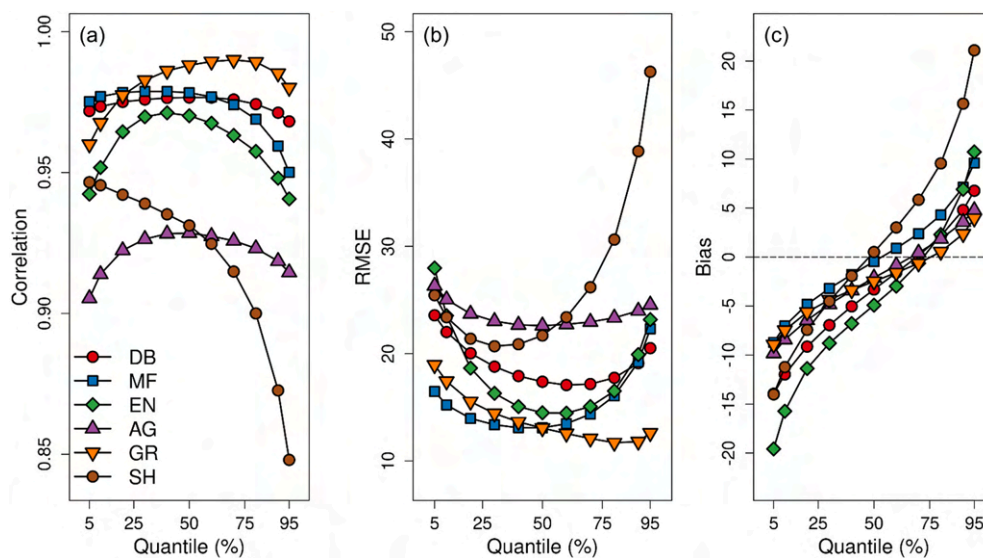 (a)
Correlation
1.00
0.95
0.90
0.85
DB
MF
EN
AG
GR
SH
5 25 50 75 95
Quantile (%)
(b)
RMSE
50
40
30
20
10
5 25 50 75 95
Quantile (%)
(c)
Bias
20
15
10
5
0
-5
-10
-15
-20
5 25 50 75 95
Quantile (%)